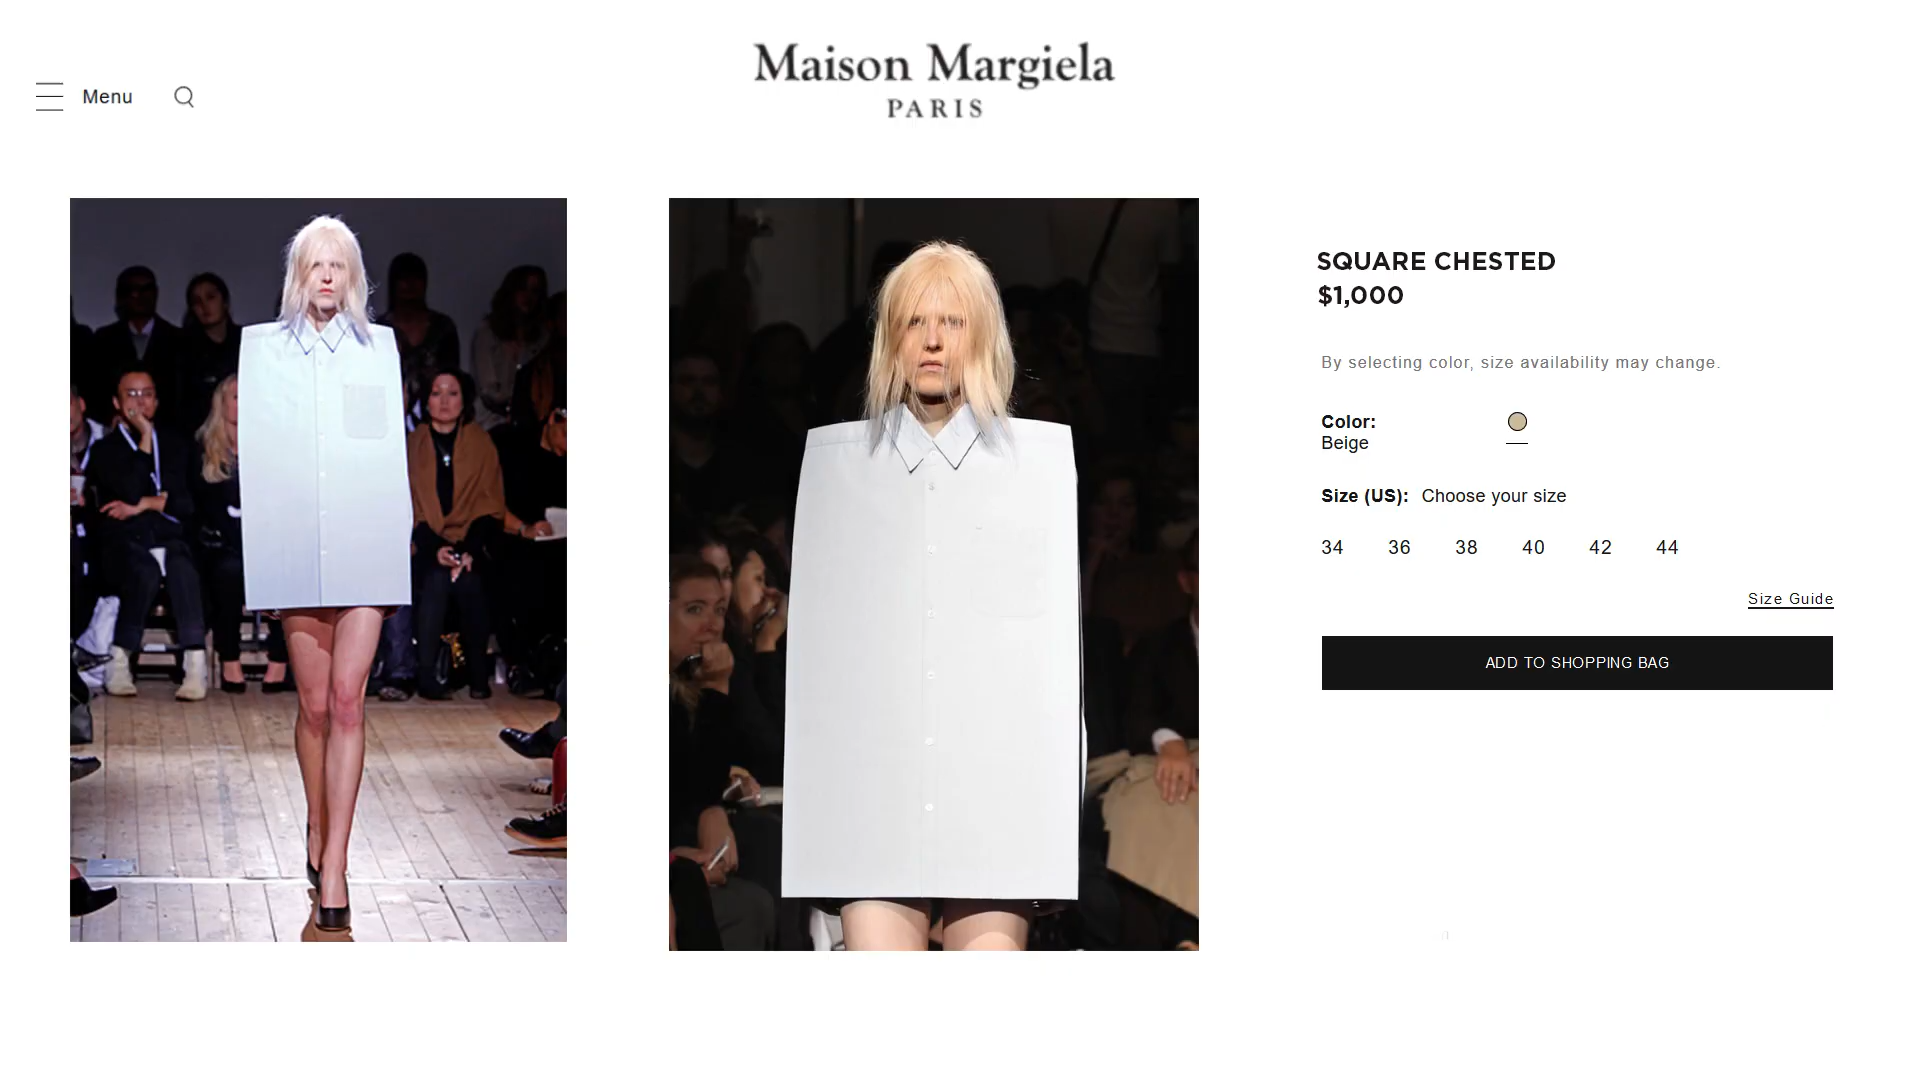 Maison Margiela
PARIS
Menu
SQUARE CHESTED
$1,000
By selecting color, size availability may change.
Color:
Beige
Size (US): Choose your size
34 36 38 40 42 44
Size Guide
ADD TO SHOPPING BAG